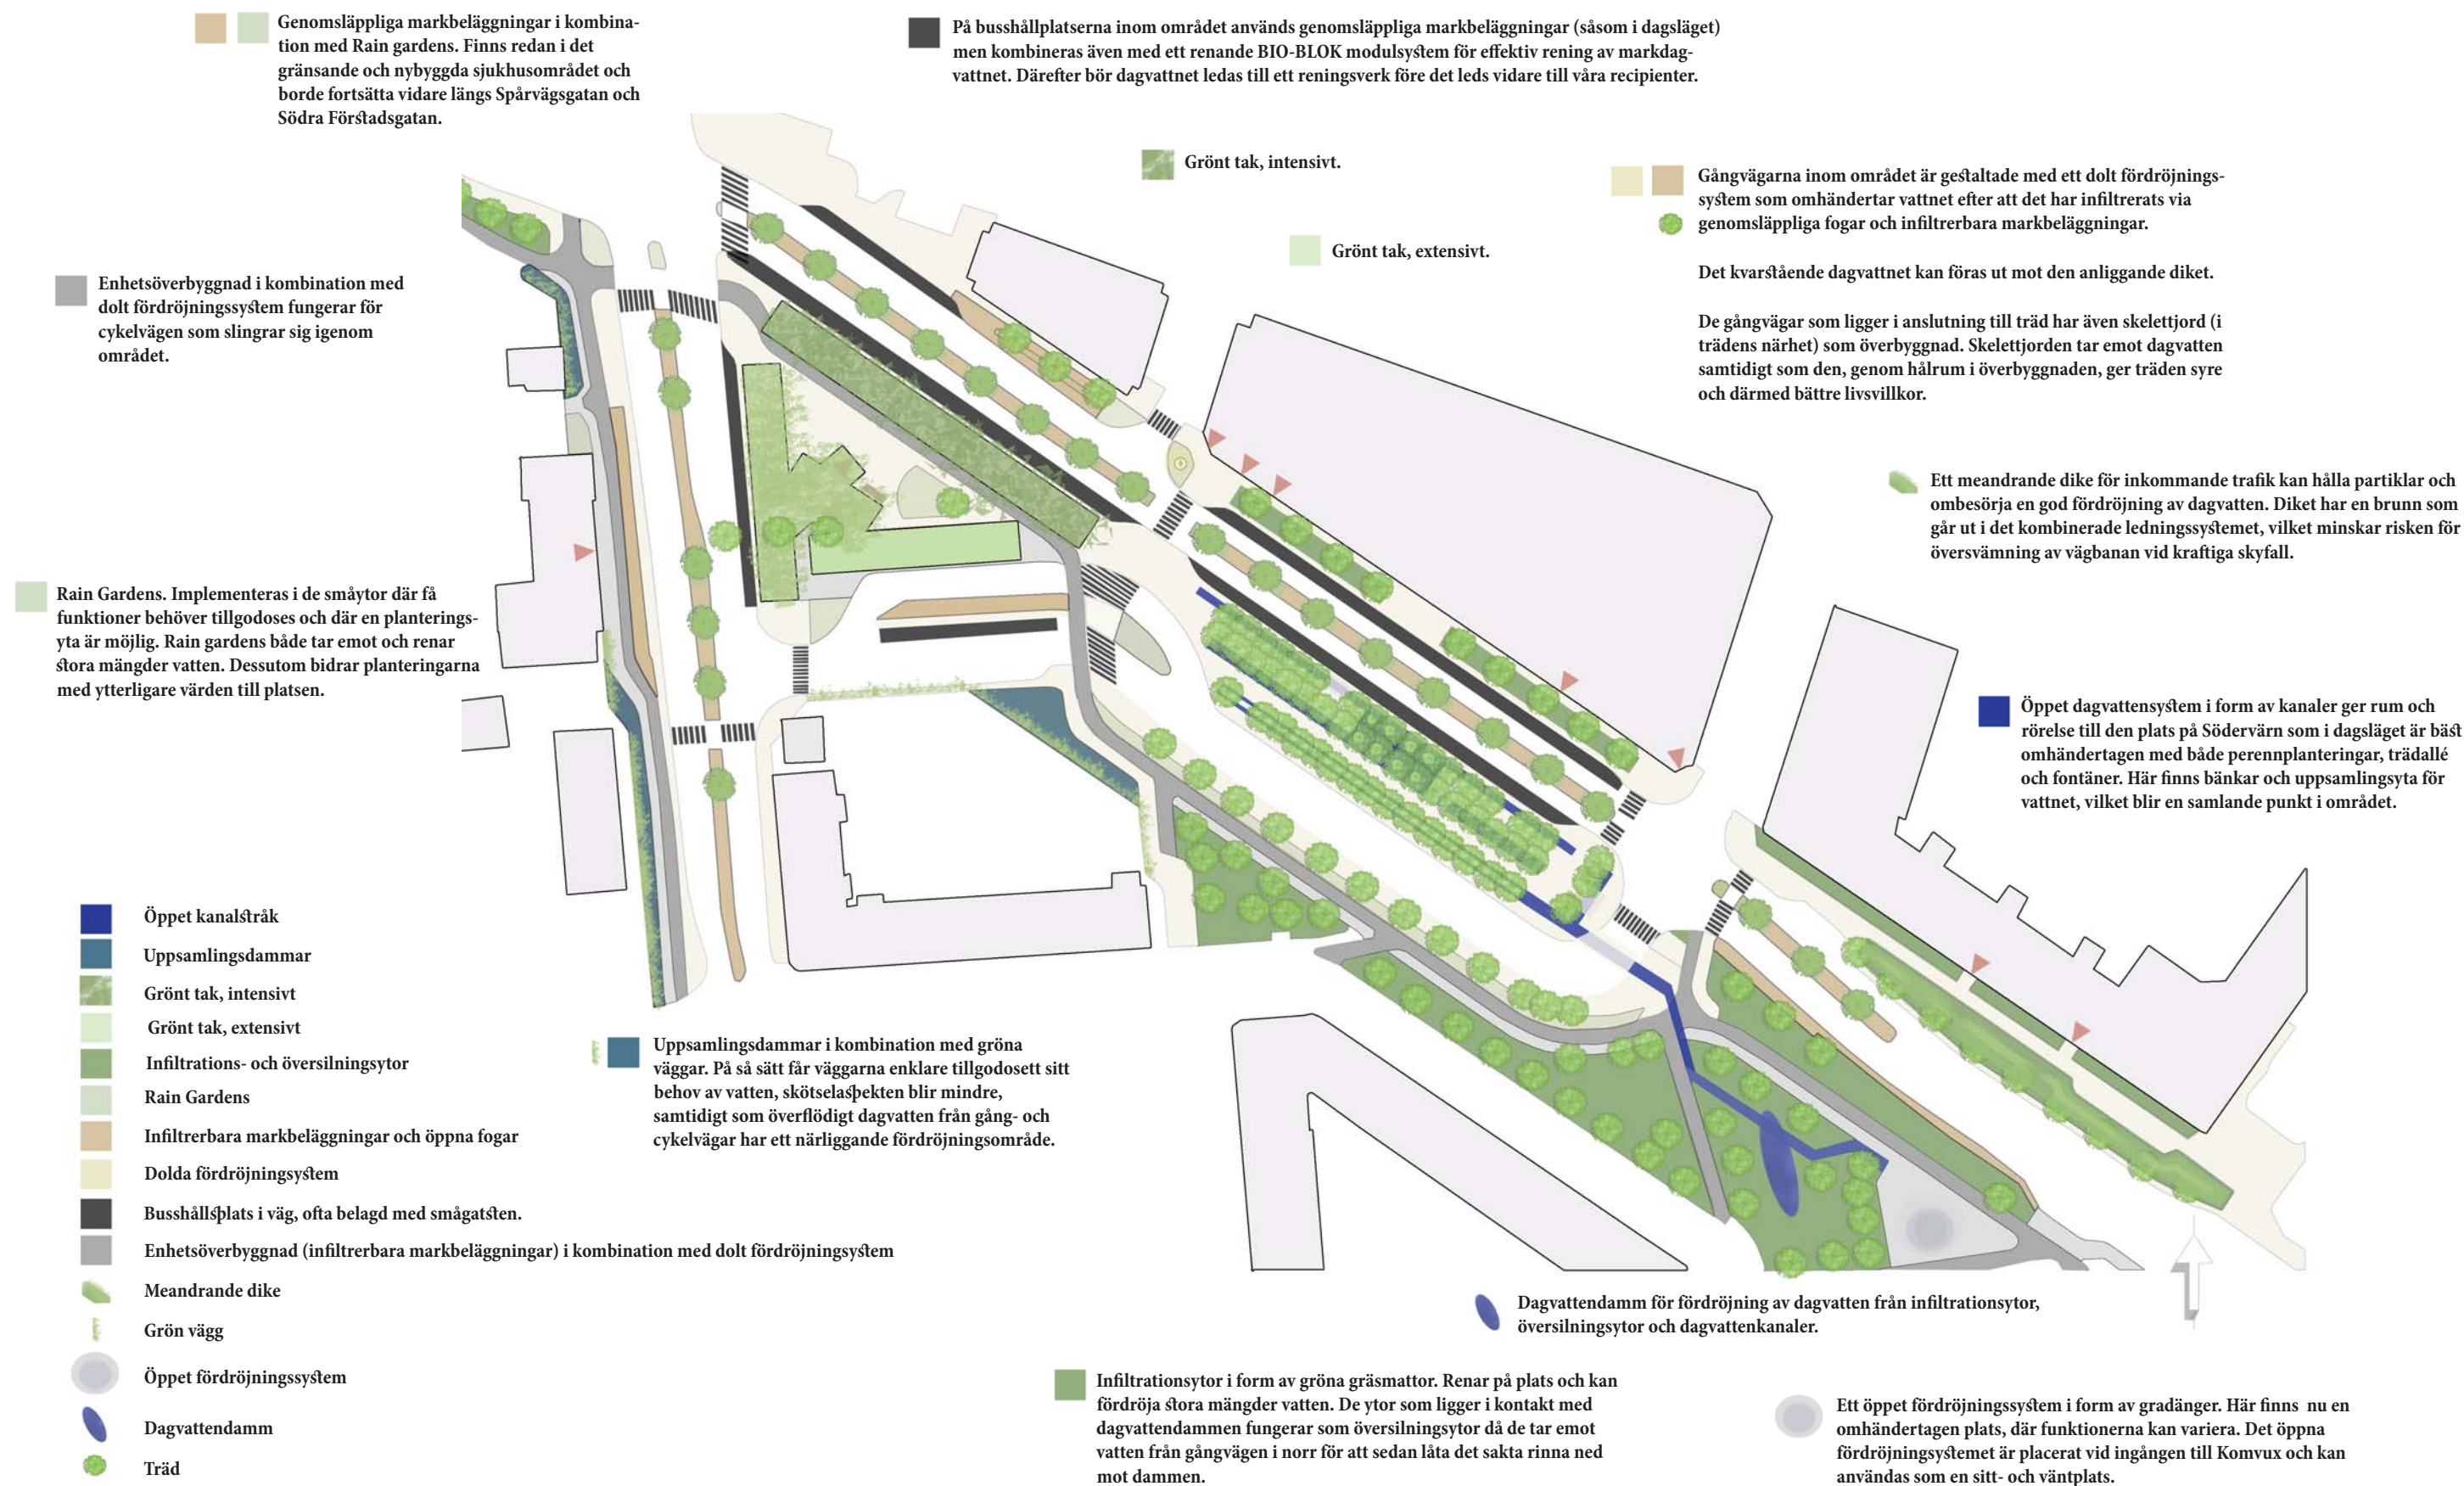 Genomsläppliga markbeläggningar i kombina-
tion med Rain gardens. Finns redan i det
gränsande och nybyggda sjukhusområdet och
borde fortsätta vidare längs Spårvägsgatan och
Södra Förstadsgatan.
På busshållplatserna inom området används genomsläppliga markbeläggningar (såsom i dagsläget)
men kombineras även med ett renande BIO-BLOK modulsystem för effektiv rening av markdag-
vattnet. Därefter bör dagvattnet ledas till ett reningsverk före det leds vidare till våra recipienter.
Grönt tak, intensivt.
Grönt tak, extensivt.
Gångvägarna inom området är gestaltade med ett dolt fördröjnings-
system som omhändertar vattnet efter att det har infiltrerats via
genomsläppliga fogar och infiltrerbara markbeläggningar.
Det kvarstående dagvattnet kan föras ut mot den anliggande diket.
De gångvägar som ligger i anslutning till träd har även skelettjord (i
trädens närhet) som överbyggnad. Skelettjorden tar emot dagvatten
samtidigt som den, genom hålrum i överbyggnaden, ger träden syre
och därmed bättre livsvillkor.
Enhetsöverbyggnad i kombination med
dolt fördröjningssystem fungerar för
cykelvägen som slingrar sig igenom
området.
Ett meandrande dike för inkommande trafik kan hålla partiklar och
ombesörja en god fördröjning av dagvatten. Diket har en brunn som
går ut i det kombinerade ledningssystemet, vilket minskar risken för
översvämning av vägbanan vid kraftiga skyfall.
Rain Gardens. Implementeras i de småytor där få
funktioner behöver tillgodoses och där en planterings-
yta är möjlig. Rain gardens både tar emot och renar
stora mängder vatten. Dessutom bidrar planteringarna
med ytterligare värden till platsen.
Öppet dagvattensystem i form av kanaler ger rum och
rörelse till den plats på Södervärn som i dagsläget är bäst
omhändertagen med både perennplanteringar, trädallé
och fontäner. Här finns bänkar och uppsamlingsyta för
vattnet, vilket blir en samlande punkt i området.
Öppet kanalstråk
Uppsamlingsdammar
Grönt tak, intensivt
Grönt tak, extensivt
Infiltrations- och översilningsytor
Rain Gardens
Infiltrerbara markbeläggningar och öppna fogar
Dolda fördröjningsystem
Busshållsplats i väg, ofta belagd med smågatsten.
Enhetsöverbyggnad (infiltrerbara markbeläggningar) i kombination med dolt fördröjningsystem
Meandrande dike
Grön vägg
Öppet fördröjningssystem
Dagvattendamm
Träd
Uppsamlingsdammar i kombination med gröna
väggar. På så sätt får väggarna enklare tillgodosett sitt
behov av vatten, skötselaspekten blir mindre,
samtidigt som överflödigt dagvatten från gång- och
cykelvägar har ett närliggande fördröjningsområde.
Dagvattendamm för fördröjning av dagvatten från infiltrationsytor,
översilningsytor och dagvattenkanaler.
Infiltrationsytor i form av gröna gräsmattor. Renar på plats och kan
fördröja stora mängder vatten. De ytor som ligger i kontakt med
dagvattendammen fungerar som översilningsytor då de tar emot
vatten från gångvägen i norr för att sedan låta det sakta rinna ned
mot dammen.
Ett öppet fördröjningssystem i form av gradänger. Här finns nu en
omhändertagen plats, där funktionerna kan variera. Det öppna
fördröjningsystemet är placerat vid ingången till Komvux och kan
användas som en sitt- och väntplats.